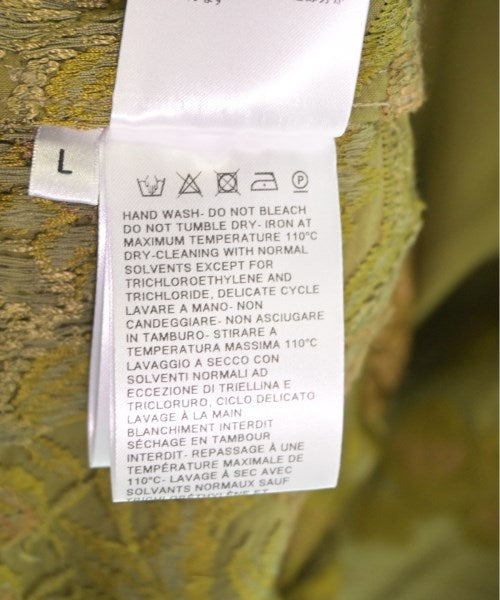 L
P
HAND WASH- DO NOT BLEACH
DO NOT TUMBLE DRY- IRON AT
MAXIMUM TEMPERATURE 110°C
DRY-CLEANING WITH NORMAL
SOLVENTS EXCEPT FOR
TRICHLOROETHYLENE AND
TRICHLORIDE, DELICATE CYCLE
LAVARE A MANO- NON
CANDEGGIARE- NON ASCIUGARE
IN TAMBURO- STIRARE A
TEMPERATURA MASSIMA 110°C
LAVAGGIO A SECCO CON
SOLVENTI NORMALI AD
ECCEZIONE DI TRIELLINA E
TRICLORURO, CICLO DELICATO
LAVAGE À LA MAIN
BLANCHIMENT INTERDIT
SÉCHAGE EN TAMBOUR
INTERDIT- REPASSAGE À UNE
TEMPÉRATURE MAXIMALE DE
110°C- LAVAGE À SEC AVEC
SOLVANTS NORMAUX SAUF
TRICHLORÉTHYLÈNE ET